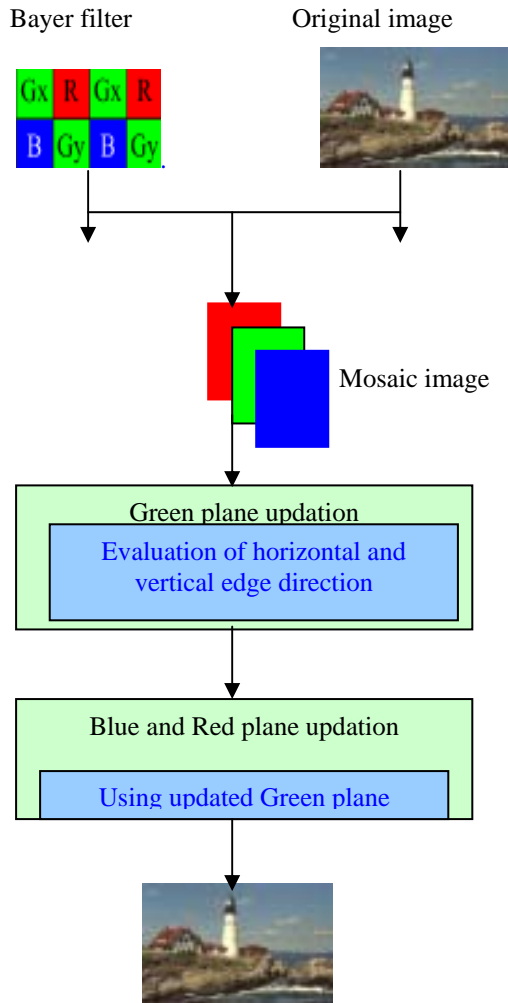 Bayer filter
Original image
Gx R Gx R
B Gy B Gy
Mosaic image
Green plane updation
Evaluation of horizontal and
vertical edge direction
Blue and Red plane updation
Using updated Green plane